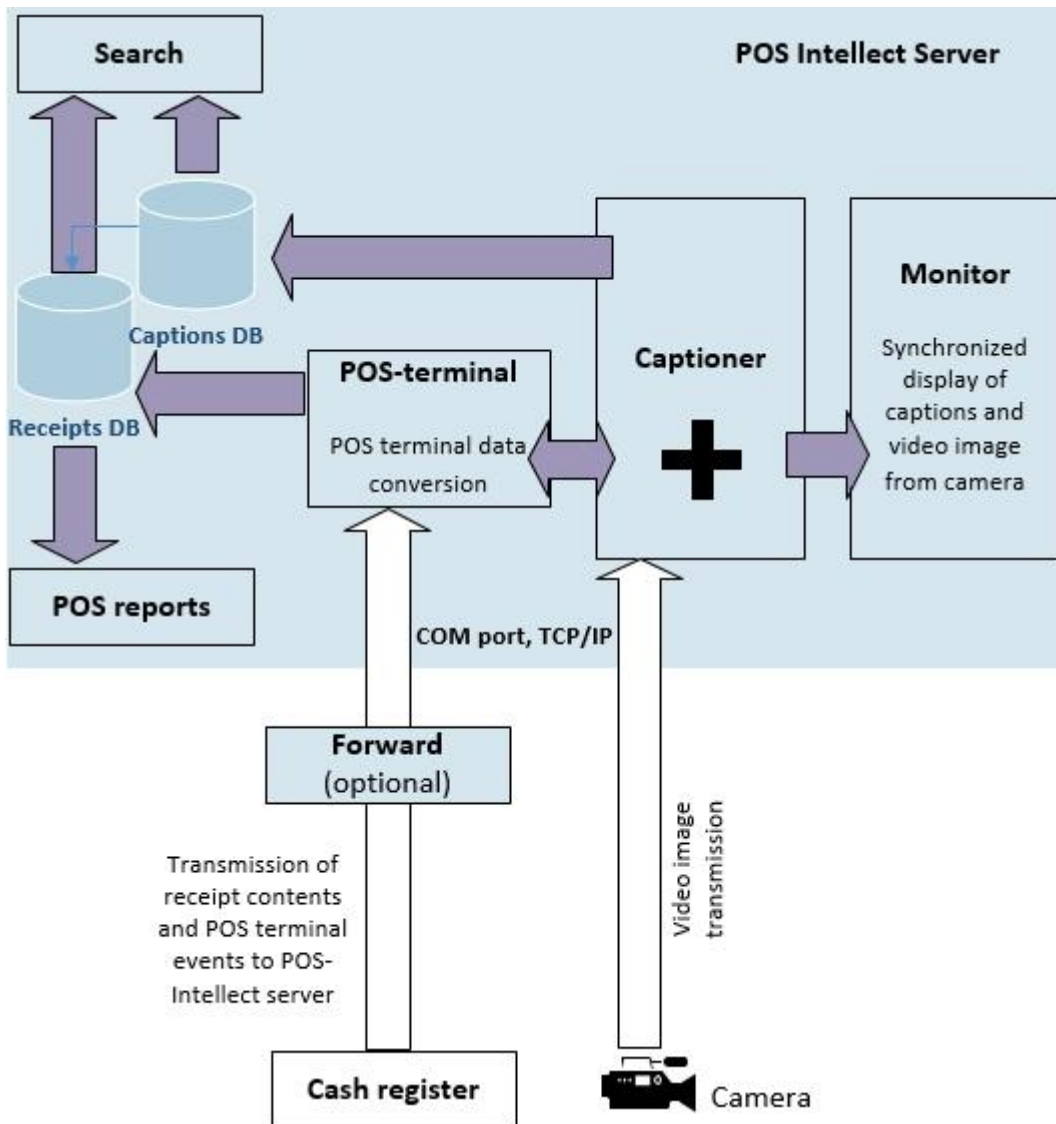 Search
POS Intellect Server
Captions DB
Receipts DB
POS-terminal
POS terminal data
conversion
Captioner
Monitor
Synchronized
display of
captions and
video image
from camera
POS reports
COM port, TCP/IP
Forward
(optional)
Transmission of
receipt contents
and POS terminal
events to POS-
Intellect server
Video image
transmission
Cash register
Camera